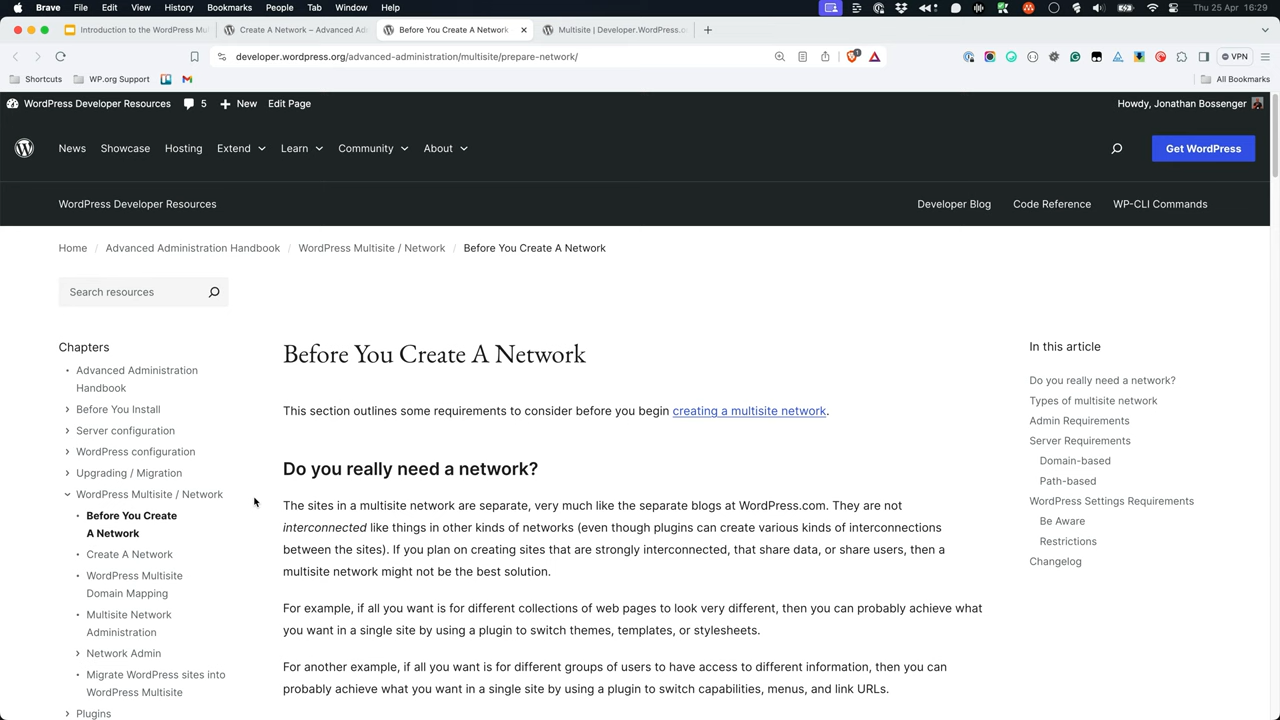 Brave File Edit View History Bookmarks People Tab Window Help
Thu 25 Apr 16:29
Introduction to the WordPress Mu
Create A Network – Advanced Ad
Before You Create A Network
Multisite | Developer.WordPress.o
developer.wordpress.org/advanced-administration/multisite/prepare-network/
1
VPN
Shortcuts
WP.org Support
All Bookmarks
WordPress Developer Resources 5 New Edit Page
Howdy, Jonathan Bossenger
News Showcase Hosting Extend Learn Community About
Get WordPress
WordPress Developer Resources
Developer Blog Code Reference WP-CLI Commands
Home / Advanced Administration Handbook / WordPress Multisite / Network / Before You Create A Network
Search resources
Chapters
Advanced Administration
Handbook
Before You Install
Server configuration
WordPress configuration
Upgrading / Migration
WordPress Multisite / Network
Before You Create
A Network
Create A Network
WordPress Multisite
Domain Mapping
Multisite Network
Administration
Network Admin
Migrate WordPress sites into
WordPress Multisite
Plugins
Before You Create A Network
This section outlines some requirements to consider before you begin creating a multisite network.
Do you really need a network?
The sites in a multisite network are separate, very much like the separate blogs at WordPress.com. They are not
interconnected like things in other kinds of networks (even though plugins can create various kinds of interconnections
between the sites). If you plan on creating sites that are strongly interconnected, that share data, or share users, then a
multisite network might not be the best solution.
For example, if all you want is for different collections of web pages to look very different, then you can probably achieve what
you want in a single site by using a plugin to switch themes, templates, or stylesheets.
For another example, if all you want is for different groups of users to have access to different information, then you can
probably achieve what you want in a single site by using a plugin to switch capabilities, menus, and link URLs.
In this article
Do you really need a network?
Types of multisite network
Admin Requirements
Server Requirements
Domain-based
Path-based
WordPress Settings Requirements
Be Aware
Restrictions
Changelog